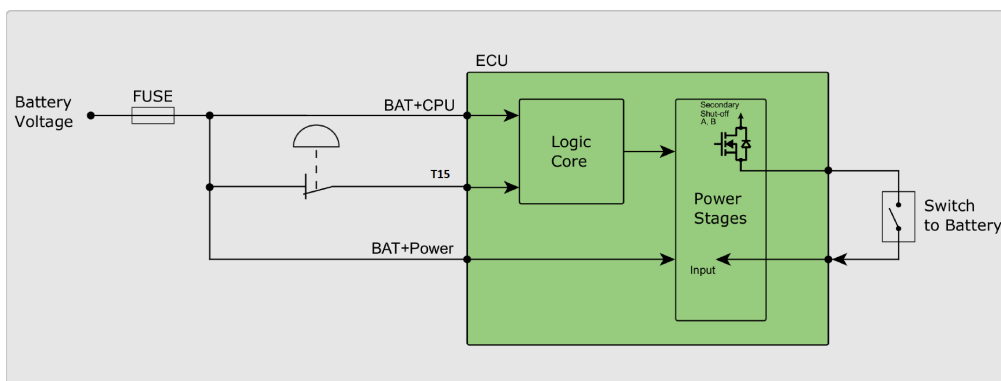 ECU
Battery
Voltage
FUSE
BAT+CPU
T15
BAT+Power
Logic
Core
Secondary
Shut-off
A, B
Power
Stages
Input
Switch
to Battery